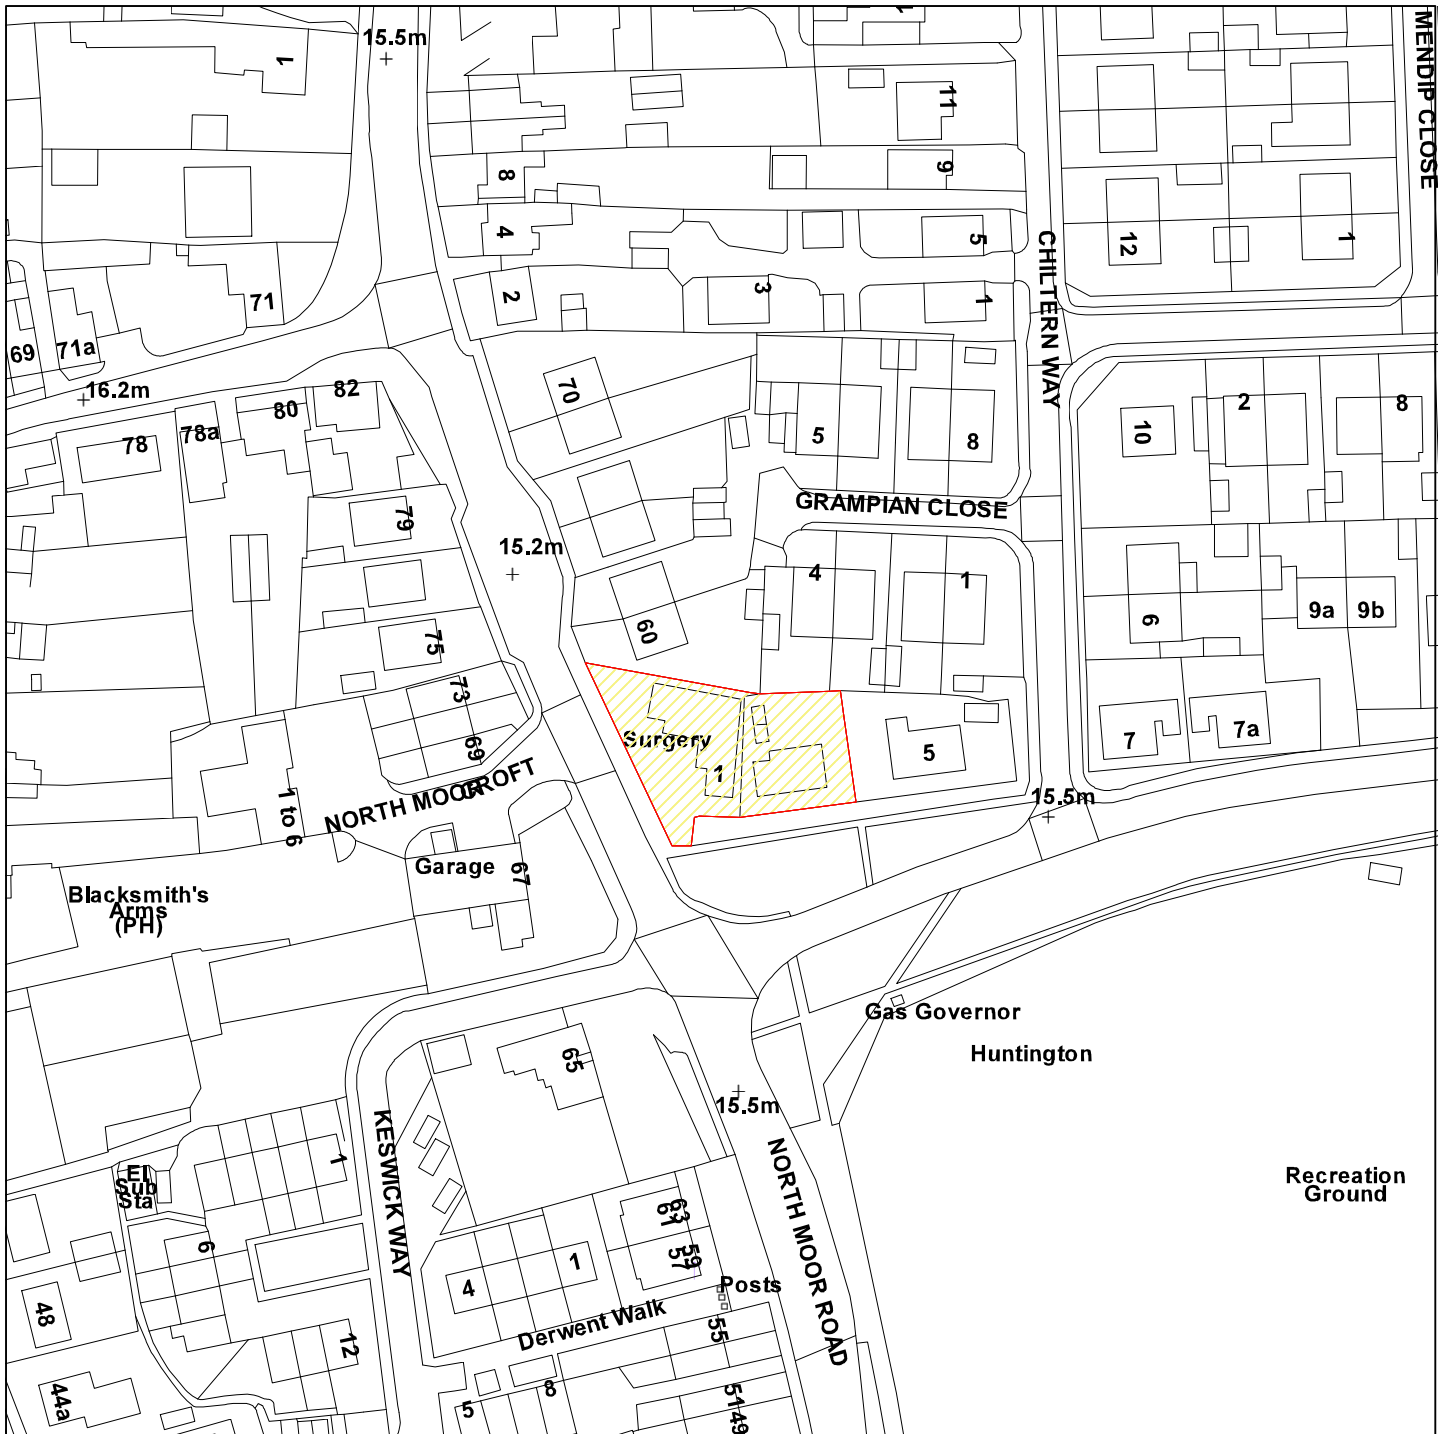 15.5m
1
1
MENDIP CLOSE
11
8
9
4
5
12
1
CHILTERN WAY
2
3
1
71
69
71a
16.2m
82
80
78
78a
70
5
8
10
2
8
GRAMPIAN CLOSE
79
15.2m
4
1
6
9a
9b
60
75
73
69
Surgery
1
5
7
7a
NORTH MOOR
CROFT
1 to 6
15.5m
Garage
67
Blacksmith's
Arms
(PH)
Gas Governor
Huntington
65
15.5m
KESWICK WAY
NORTH MOOR ROAD
1
El
Sub
Sta
Recreation
Ground
63
61
59
57
6
4
1
Posts
Derwent Walk
48
12
55
44a
5
8
51
49